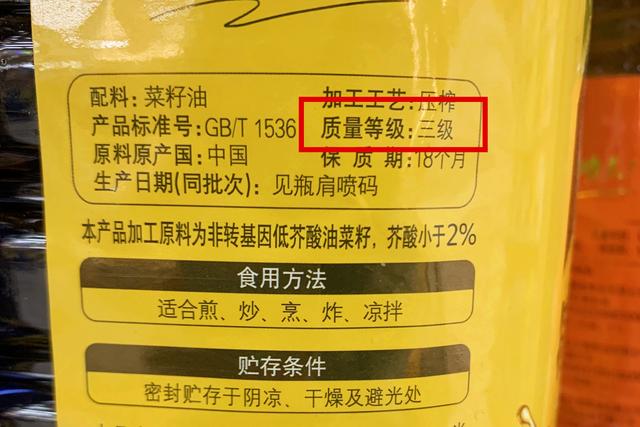 配料:菜籽油 加工工艺:压榨
产品标准号:GB/T 1536 质量等级:三级
原料原产国:中国 保质期:18个月
生产日期(同批次):见瓶肩喷码
本产品加工原料为非转基因低芥酸油菜籽,芥酸小于2%
食用方法
适合煎、炒、烹、炸、凉拌
贮存条件
密封贮存于阴凉、干燥及避光处